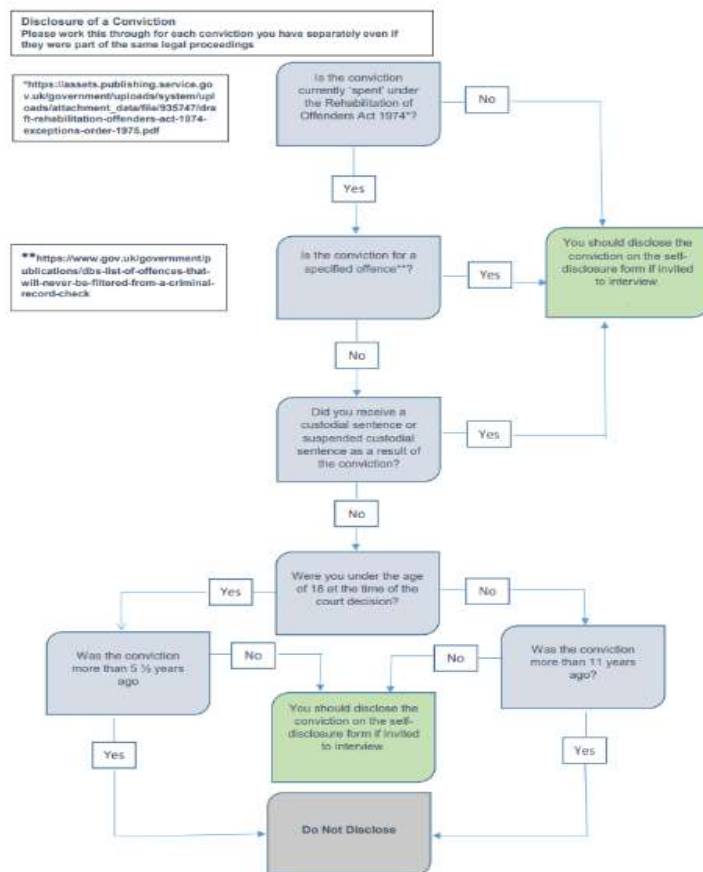 Disclosure of a Conviction
Please work this through for each conviction you have separately even if
they were part of the same legal proceedings
*https://assets.publishing.service.go
v.uk/government/uploads/system/upl
oads/attachment_data/file/935747/dra
ft-rehabilitation-offenders-act-1974-
exceptions-order-1975.pdf
Is the conviction
currently ‘spent’ under
the Rehabilitation of
Offenders Act 1974*?
No
Yes
**https://www.gov.uk/government/p
ublications/dbs-list-of-offences-that-
will-never-be-filtered-from-a-criminal-
record-check
Is the conviction for a
specified offence**?
Yes
You should disclose the
conviction on the self-
disclosure form if invited
to interview
No
Did you receive a
custodial sentence or
suspended custodial
sentence as a result of
the conviction?
Yes
No
Were you under the age
of 18 at the time of the
court decision?
Yes
No
Was the conviction
more than 5 ½ years
ago
No
No
Was the conviction
more than 11 years
ago?
You should disclose the
conviction on the self-
disclosure form if invited
to interview
Yes
Yes
Do Not Disclose